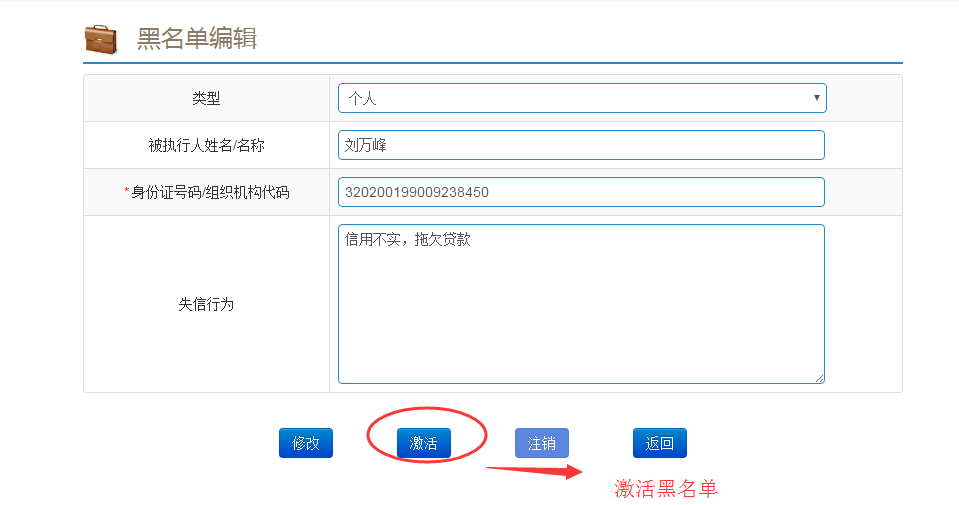 黑名单编辑
类型
个人
被执行人姓名/名称
刘万峰
*身份证号码/组织机构代码
320200199009238450
失信行为
信用不实，拖欠贷款
修改
激活
注销
返回
激活黑名单